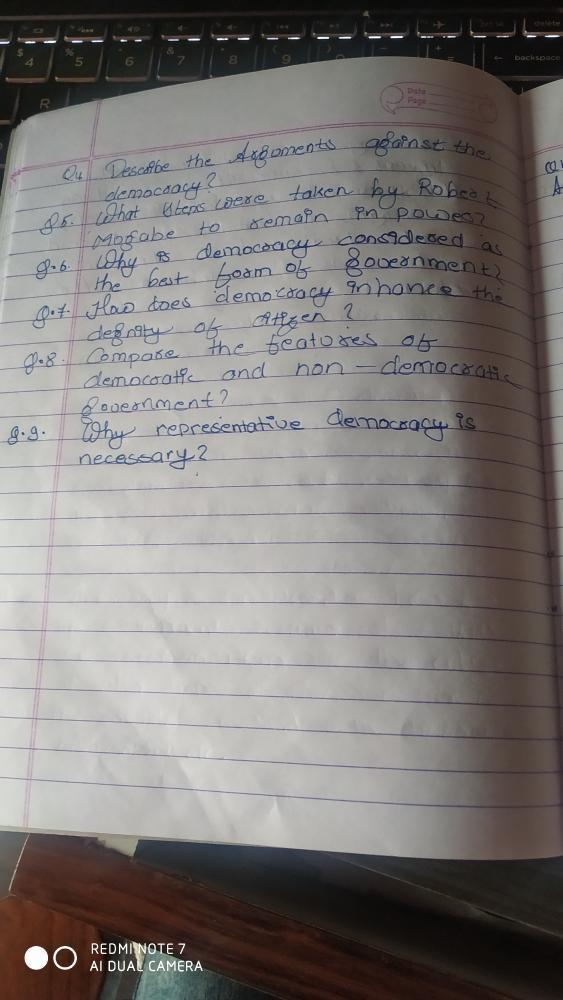 $ 4
% 5
^ 6
& 7
* 8
( 9
)
+ =
delete
← backspace
R
Date
Page
Q4 Describe the Argoments against the
democracy?
Q.5. What steps were taken by Robert
Mogabe to remain in power?
Q.6. Why is democracy considered as
the best form of government?
Q.7. How does democracy inhance the
degnity of citizen?
Q.8. Compare the features of
democratic and non-democratic
government?
Q.9. Why representative democracy is
necessary?
REDMI NOTE 7
AI DUAL CAMERA